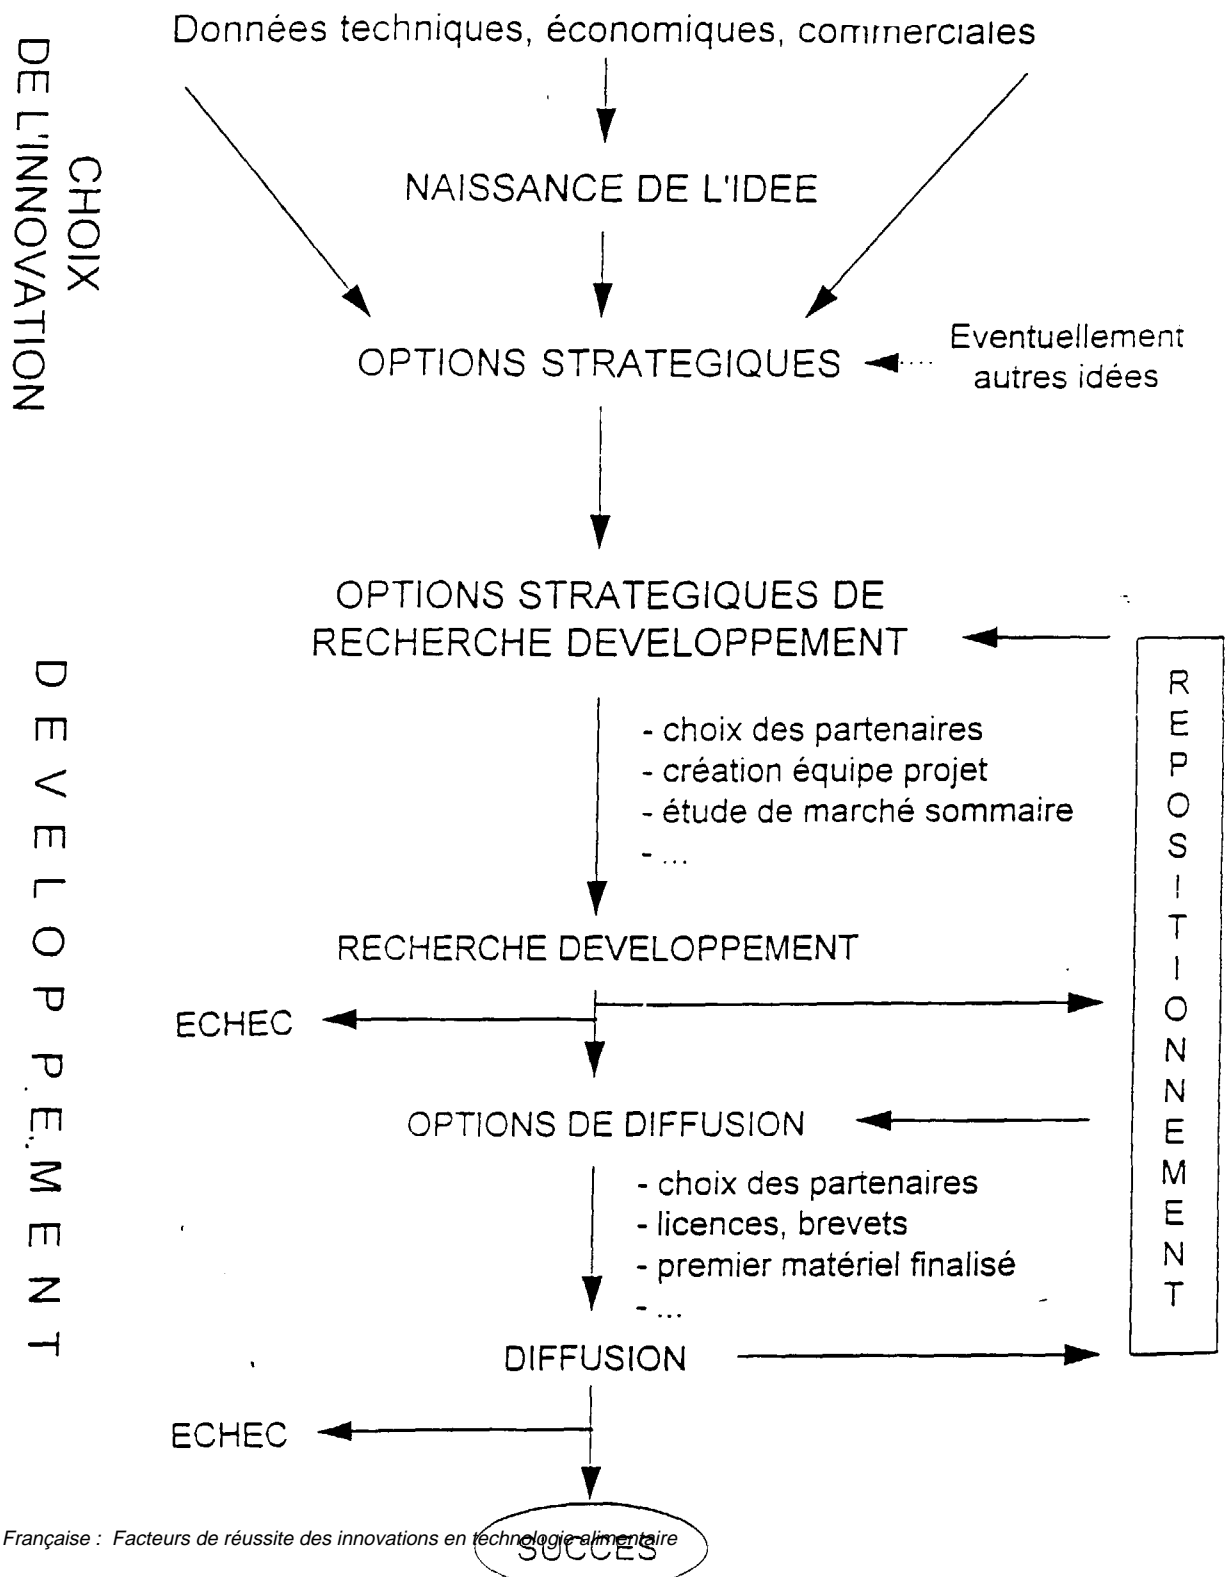 Données techniques, économiques, commerciales
CHOIX
DE L'INNOVATION
NAISSANCE DE L'IDEE
OPTIONS STRATEGIQUES
Eventuellement
autres idées
DEVELOPPEMENT
OPTIONS STRATEGIQUES DE
RECHERCHE DEVELOPPEMENT
- choix des partenaires
- création équipe projet
- étude de marché sommaire
- ...
REPOSITIONNEMENT
RECHERCHE DEVELOPPEMENT
ECHEC
OPTIONS DE DIFFUSION
- choix des partenaires
- licences, brevets
- premier matériel finalisé
- ...
DIFFUSION
ECHEC
SUCCES
Française : Facteurs de réussite des innovations en technologie alimentaire